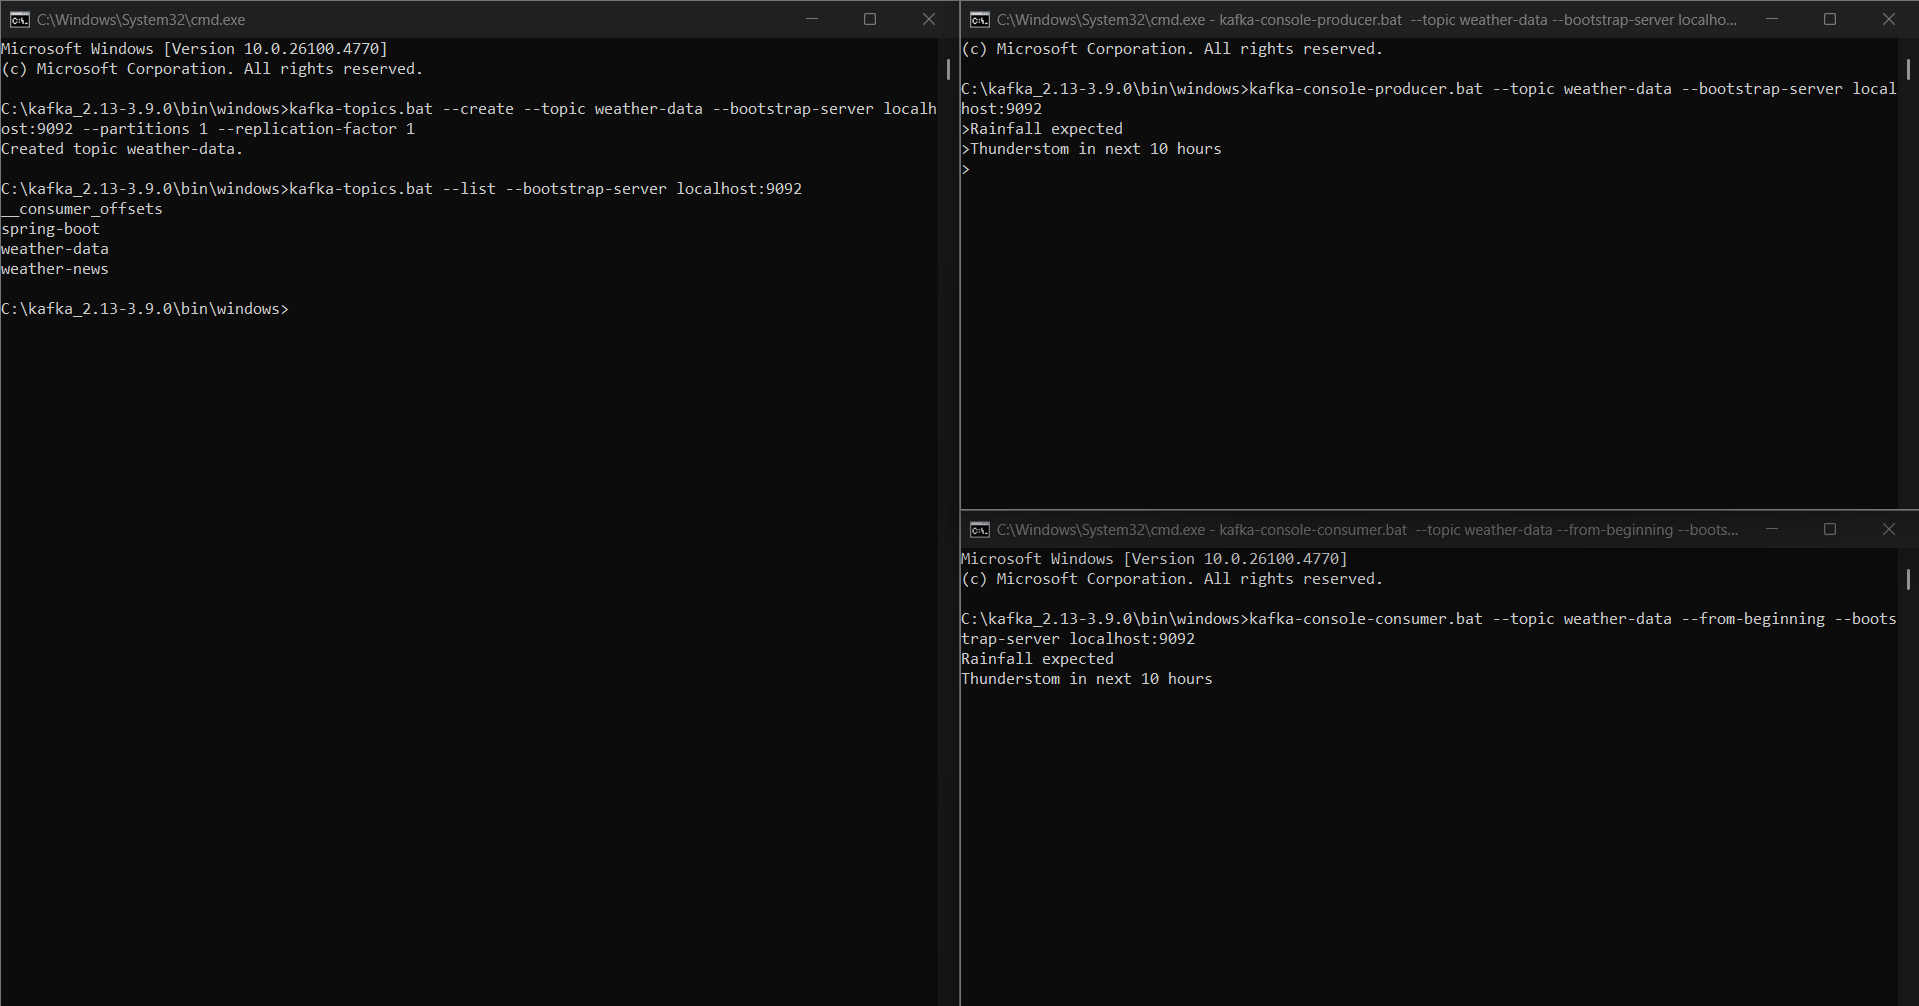 C:\Windows\System32\cmd.exe
Microsoft Windows [Version 10.0.26100.4770]
(c) Microsoft Corporation. All rights reserved.
C:\kafka_2.13-3.9.0\bin\windows>kafka-topics.bat --create --topic weather-data --bootstrap-server localh
ost:9092 --partitions 1 --replication-factor 1
Created topic weather-data.
C:\kafka_2.13-3.9.0\bin\windows>kafka-topics.bat --list --bootstrap-server localhost:9092
__consumer_offsets
spring-boot
weather-data
weather-news
C:\kafka_2.13-3.9.0\bin\windows>
C:\Windows\System32\cmd.exe - kafka-console-producer.bat  --topic weather-data --bootstrap-server localho...
(c) Microsoft Corporation. All rights reserved.
C:\kafka_2.13-3.9.0\bin\windows>kafka-console-producer.bat --topic weather-data --bootstrap-server local
host:9092
>Rainfall expected
>Thunderstom in next 10 hours
>
C:\Windows\System32\cmd.exe - kafka-console-consumer.bat  --topic weather-data --from-beginning --boots...
Microsoft Windows [Version 10.0.26100.4770]
(c) Microsoft Corporation. All rights reserved.
C:\kafka_2.13-3.9.0\bin\windows>kafka-console-consumer.bat --topic weather-data --from-beginning --boots
trap-server localhost:9092
Rainfall expected
Thunderstom in next 10 hours